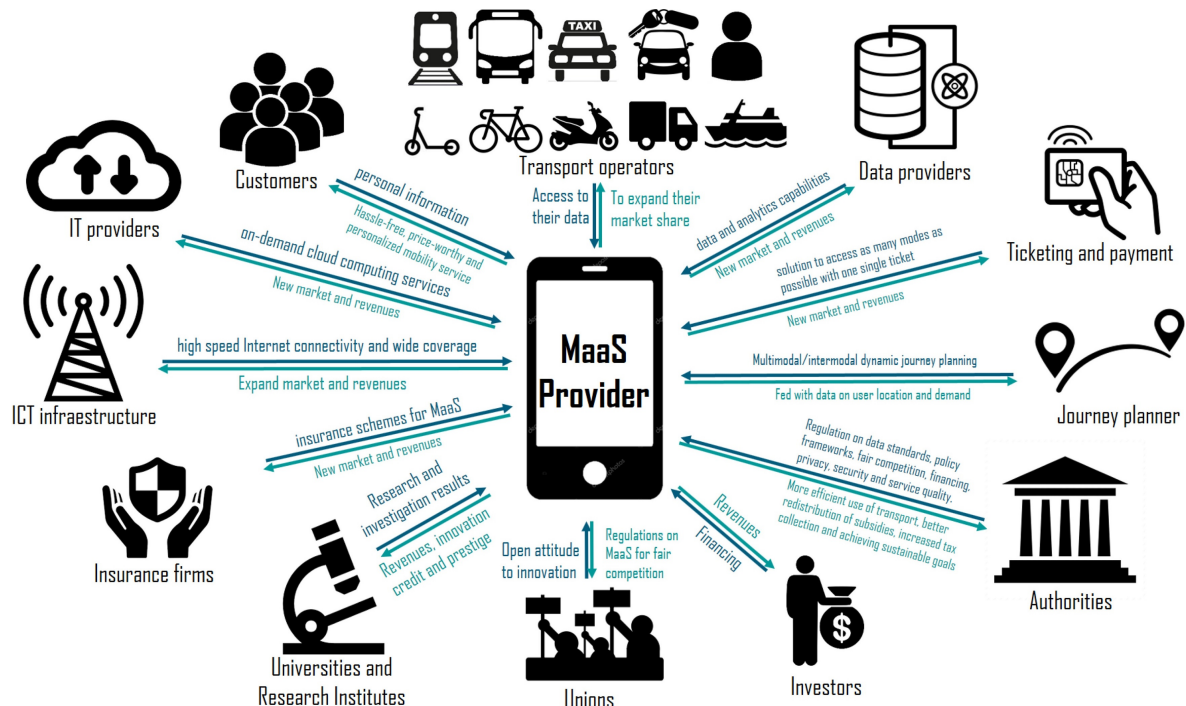 TAXI
Transport operators
Customers
Data providers
IT providers
Ticketing and payment
personal information
Hassle-free, price-worthy and
personalized mobility service
Access to
their data
To expand their
market share
data and analytics capabilities
New market and revenues
on-demand cloud computing services
New market and revenues
solution to access as many modes as
possible with one single ticket
New market and revenues
MaaS
Provider
high speed Internet connectivity and wide coverage
Expand market and revenues
ICT infraestructure
Multimodal/intermodal dynamic journey planning
Fed with data on user location and demand
Journey planner
insurance schemes for MaaS
New market and revenues
Insurance firms
Regulation on data standards, policy
frameworks, fair competition, financing,
privacy, security and service quality.
More efficient use of transport, better
redistribution of subsidies, increased tax
collection and achieving sustainable goals
Authorities
Research and
investigation results
Revenues, innovation
credit and prestige
Universities and
Research Institutes
Open attitude
to innovation
Regulations on
MaaS for fair
competition
Unions
Revenues
Financing
$
Investors